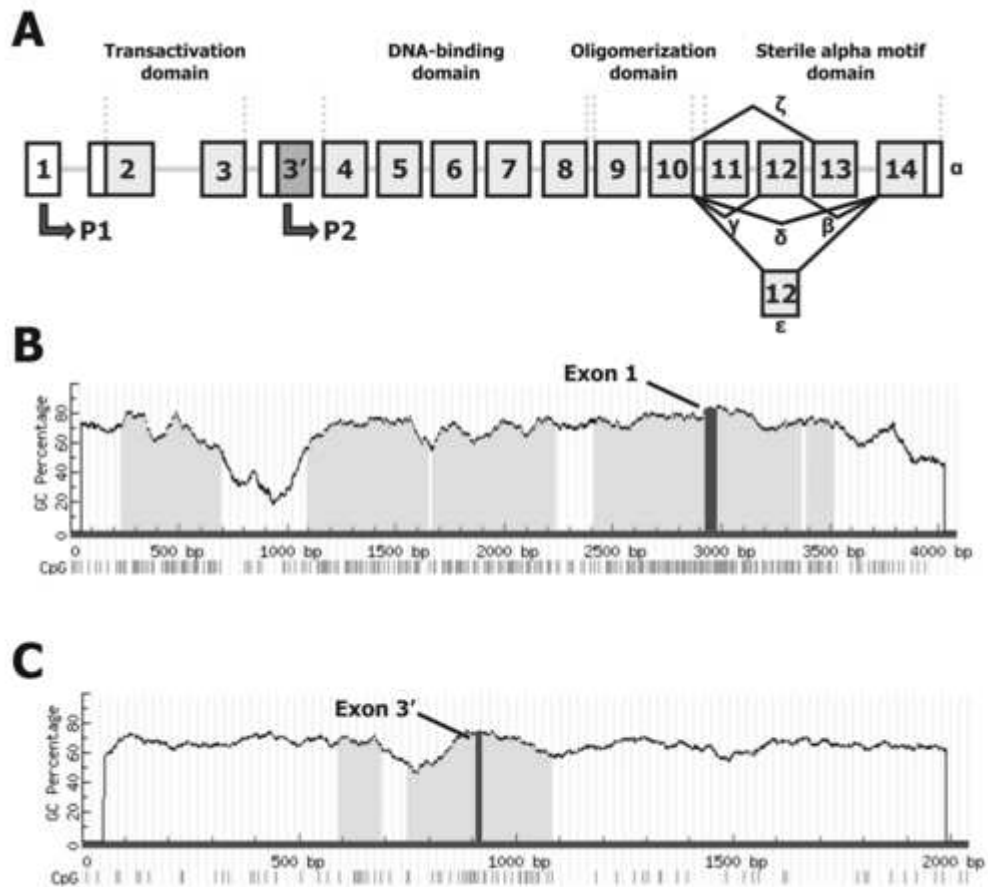 A
Transactivation domain
DNA-binding domain
Oligomerization domain
Sterile alpha motif domain
ζ
1 2 3 3' 4 5 6 7 8 9 10 11 12 13 14 α
P1 P2 γ δ β
12
ε
B
Exon 1
GC Percentage
80
60
40
20
0
0 500 bp 1000 bp 1500 bp 2000 bp 2500 bp 3000 bp 3500 bp 4000 bp
CpG
C
Exon 3'
GC Percentage
80
60
40
20
0
0 500 bp 1000 bp 1500 bp 2000 bp
CpG